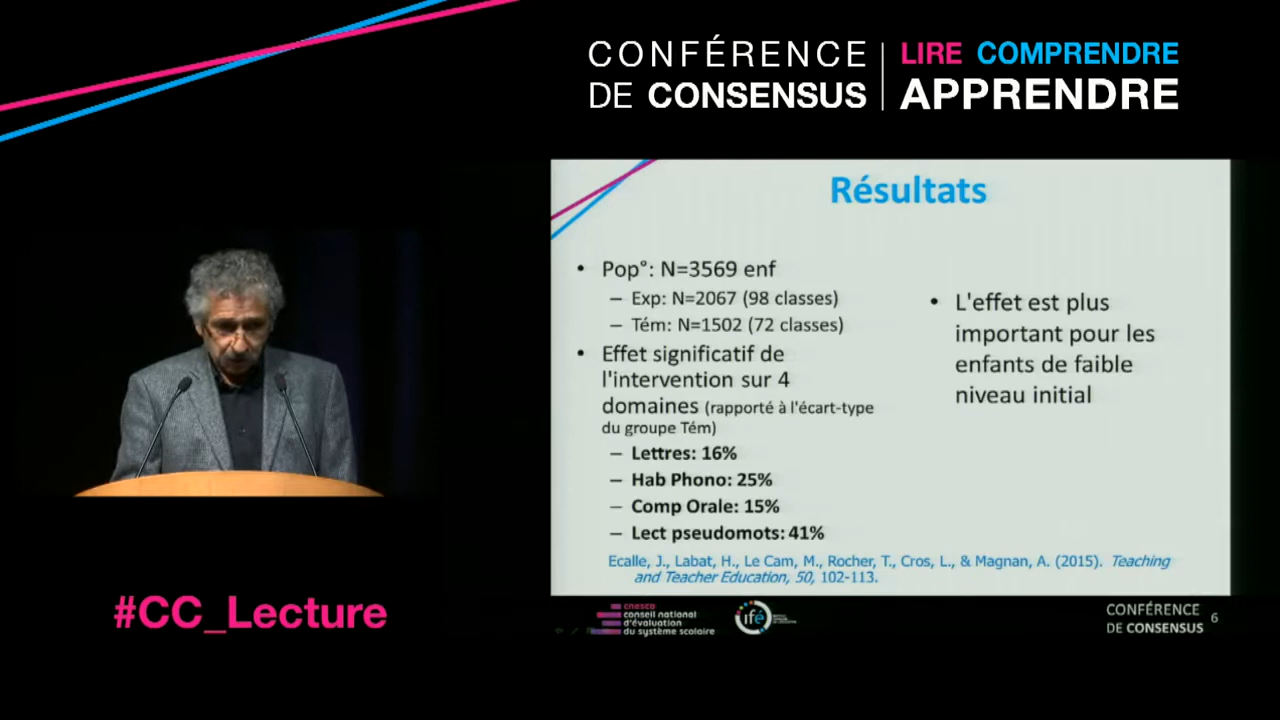 CONFÉRENCE
DE CONSENSUS
LIRE COMPRENDRE
APPRENDRE
Résultats
• Pop°: N=3569 enf
– Exp: N=2067 (98 classes)
– Tém: N=1502 (72 classes)
• Effet significatif de
l'intervention sur 4
domaines (rapporté à l'écart-type
du groupe Tém)
– Lettres: 16%
– Hab Phono: 25%
– Comp Orale: 15%
– Lect pseudomots: 41%
• L'effet est plus
important pour les
enfants de faible
niveau initial
Ecalle, J., Labat, H., Le Cam, M., Rocher, T., Cros, L., & Magnan, A. (2015). Teaching
and Teacher Education, 50, 102-113.
#CC_Lecture
cnesco
conseil national
d'évaluation
du système scolaire
ifé
CONFÉRENCE
DE CONSENSUS
6